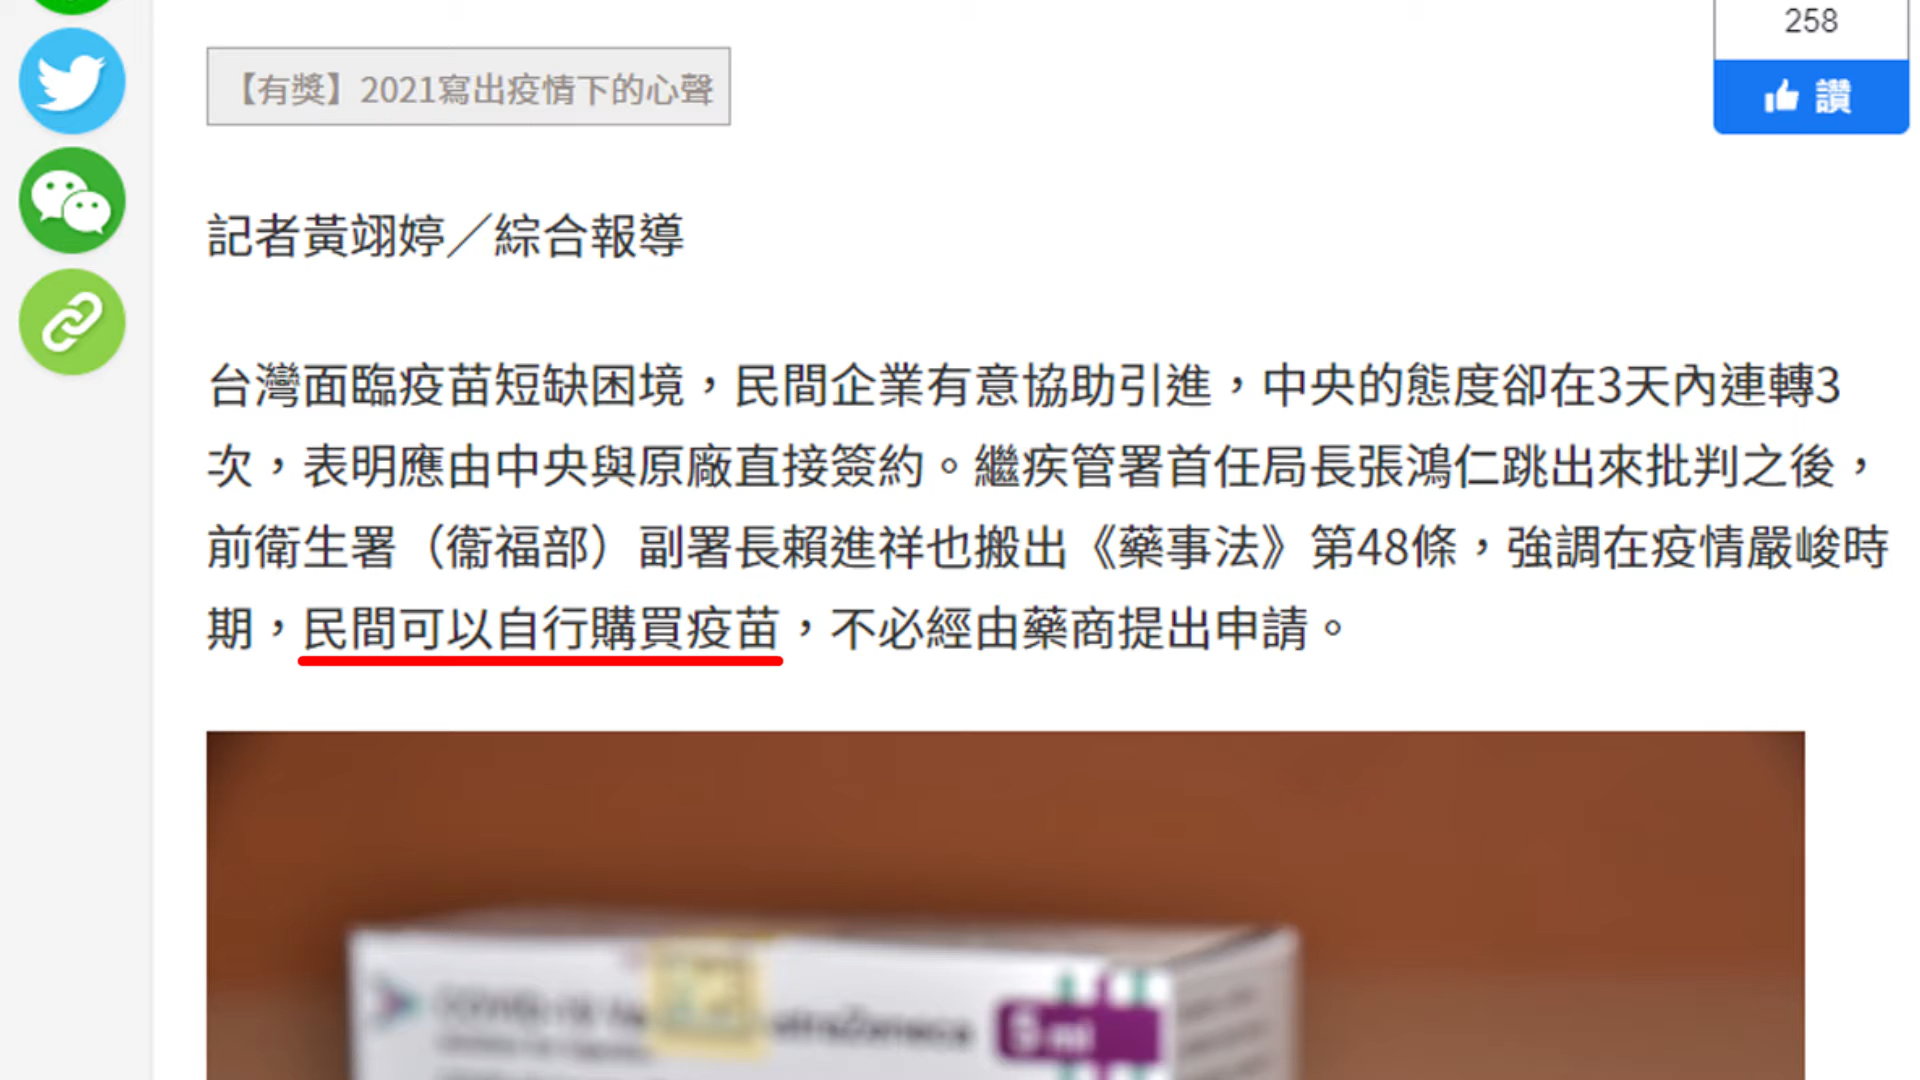 258
讚
【有獎】2021寫出疫情下的心聲
記者黃翊婷／綜合報導
台灣面臨疫苗短缺困境，民間企業有意協助引進，中央的態度卻在3天內連轉3
次，表明應由中央與原廠直接簽約。繼疾管署首任局長張鴻仁跳出來批判之後，
前衛生署（衞福部）副署長賴進祥也搬出《藥事法》第48條，強調在疫情嚴峻時
期，民間可以自行購買疫苗，不必經由藥商提出申請。
COVID-19
AstraZeneca
5 ml